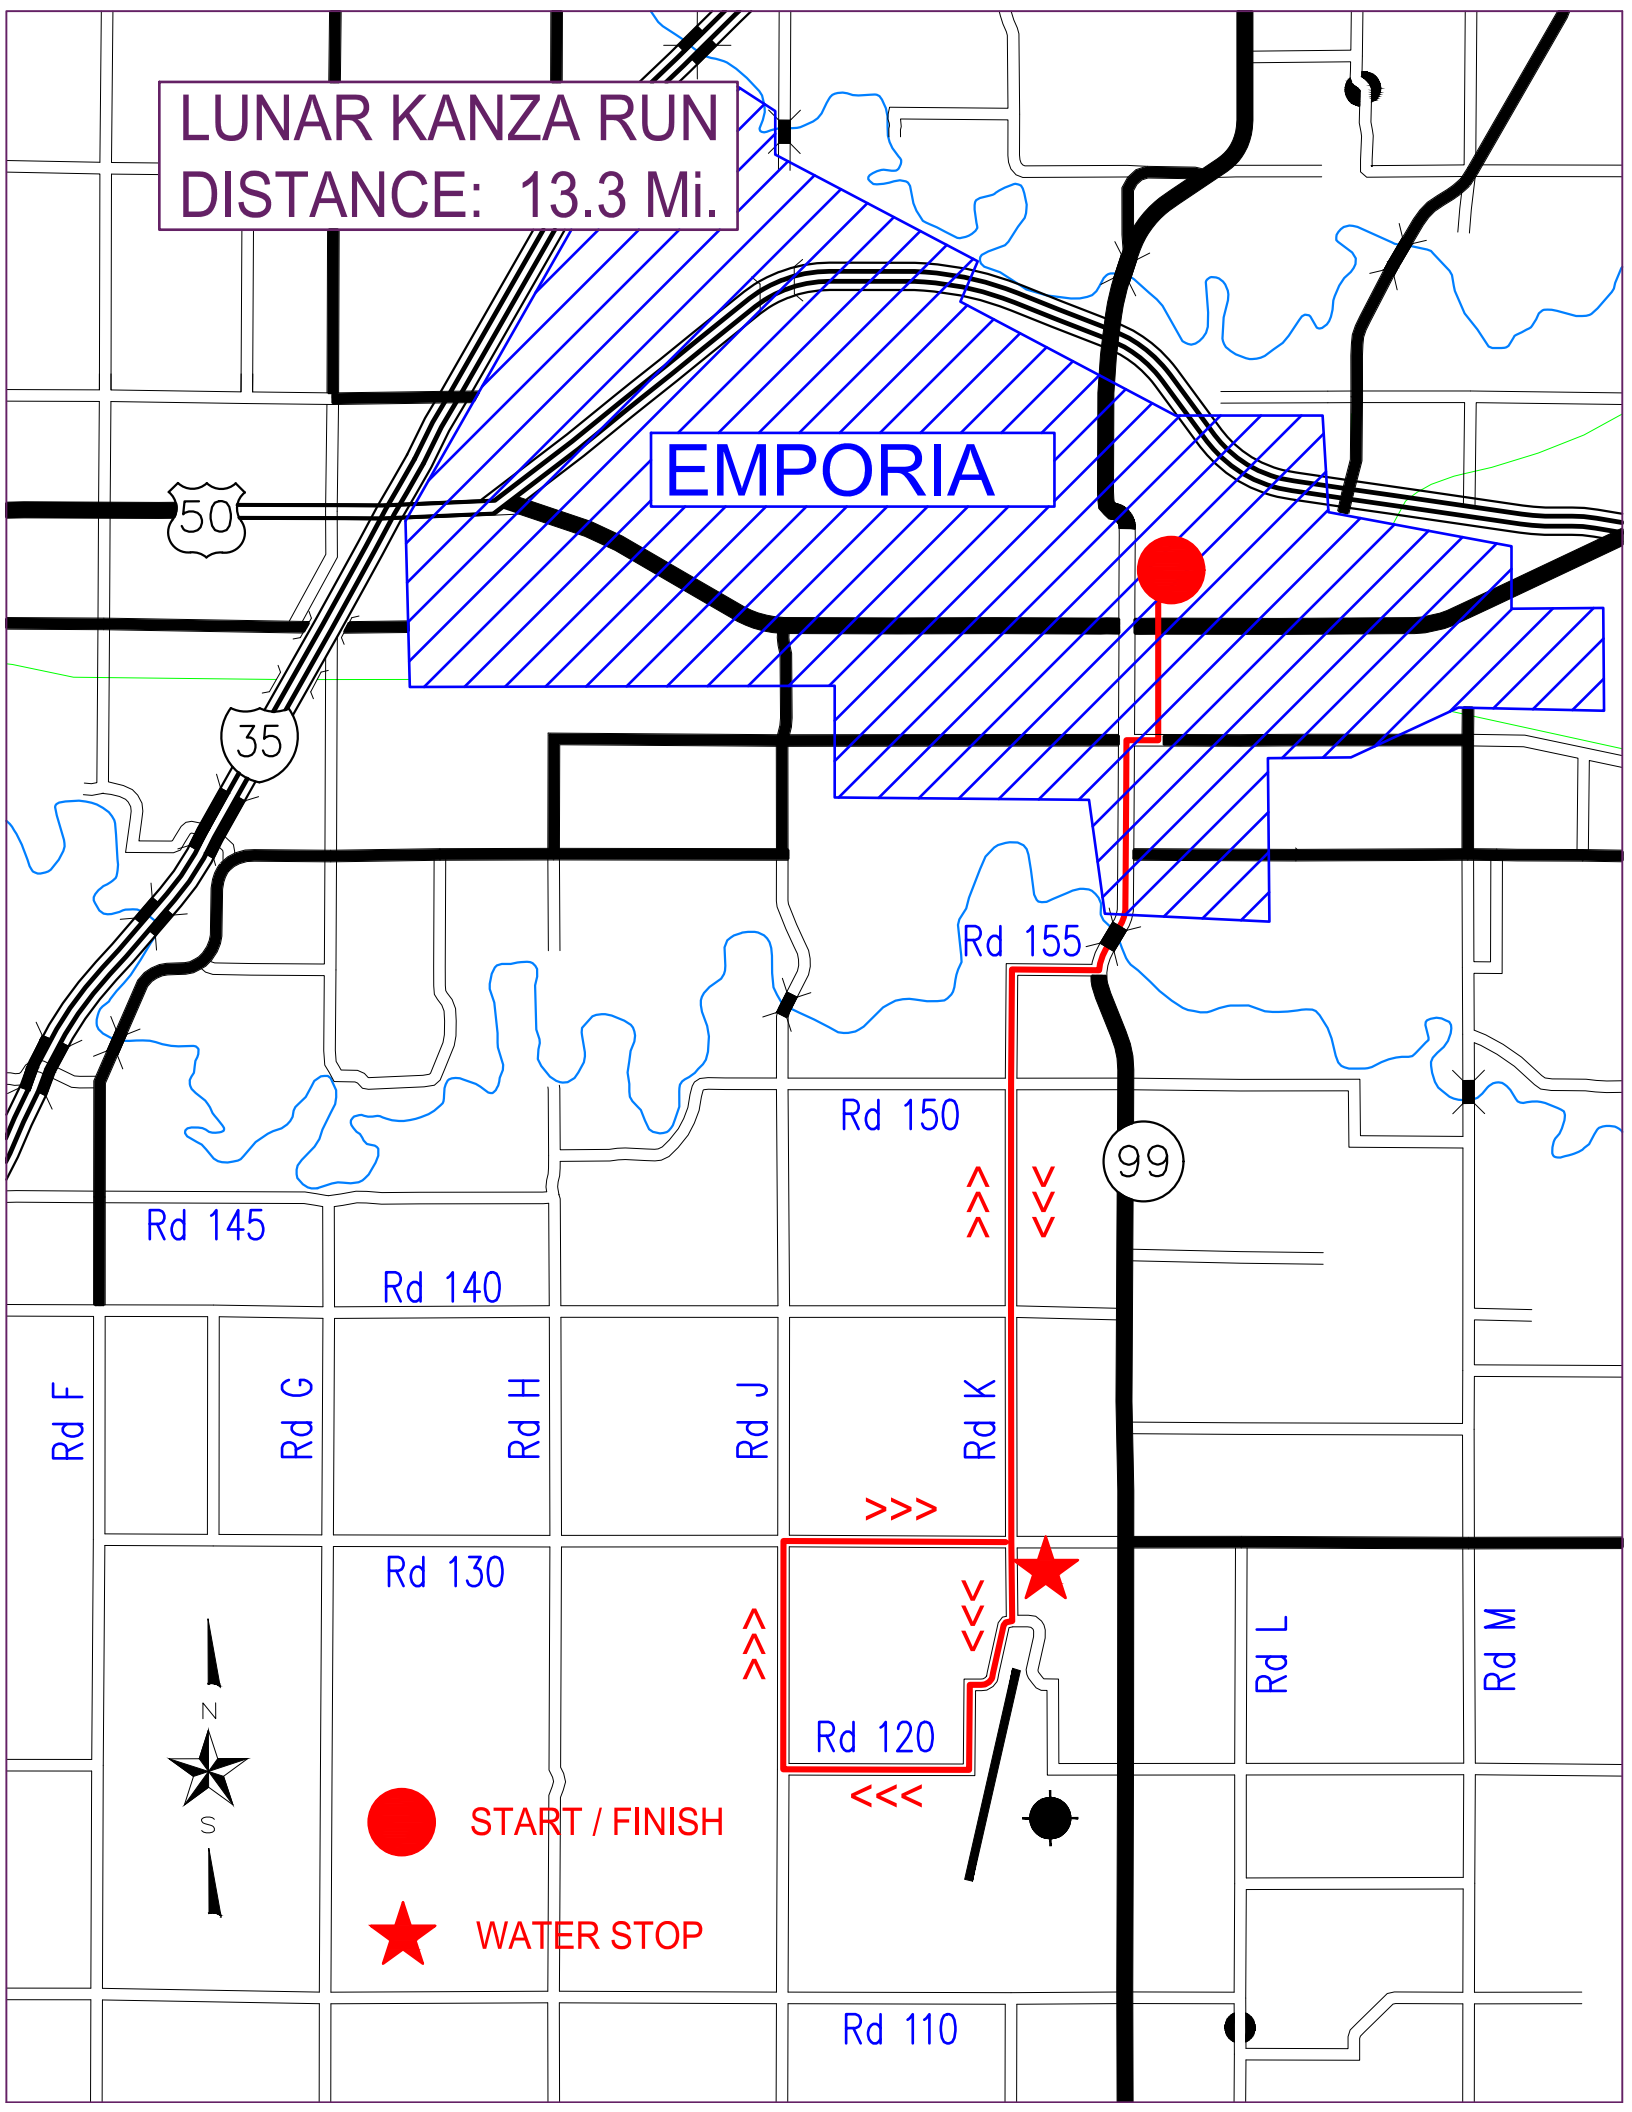 LUNAR KANZA RUN
DISTANCE: 13.3 Mi.
EMPORIA
50
35
Rd 155
Rd 150
99
>>>
>>>
Rd 145
Rd 140
Rd F
Rd G
Rd H
Rd J
Rd K
>>>
Rd 130
>>>
>>>
Rd L
Rd M
N
Rd 120
<<<
S
START / FINISH
WATER STOP
Rd 110